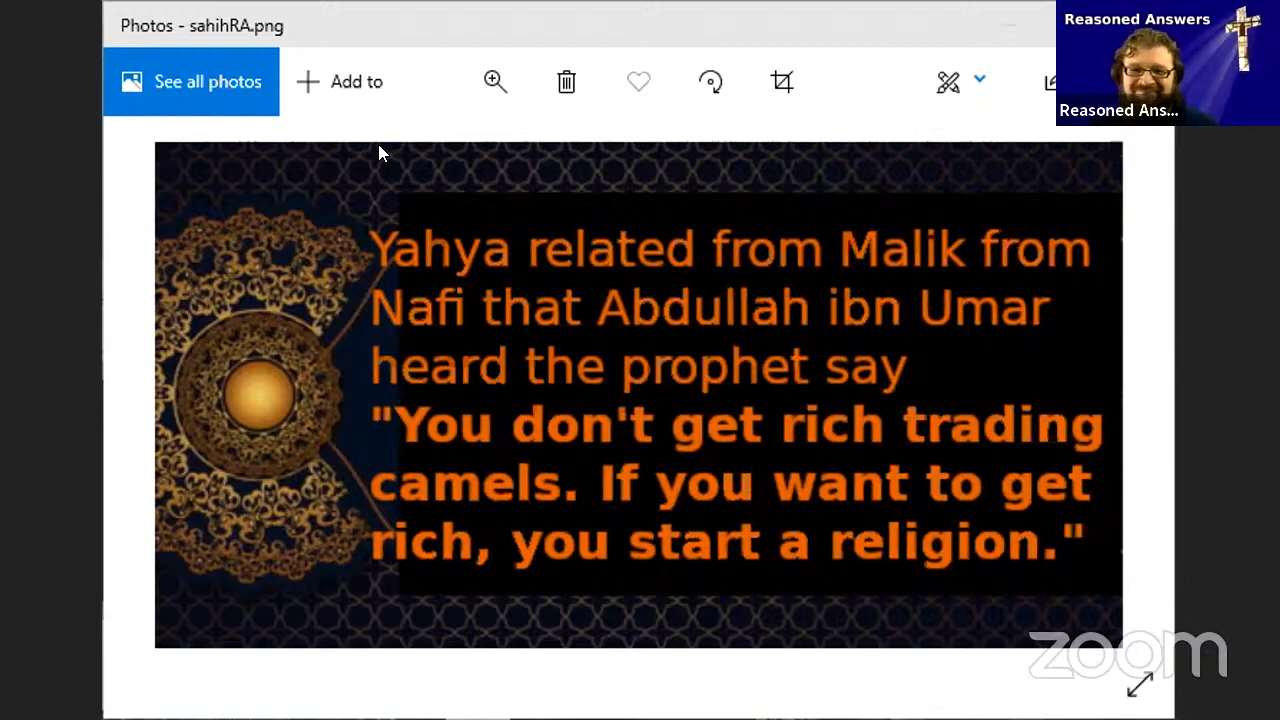 Photos - sahihRA.png
Reasoned Answers
See all photos
Add to
Reasoned Ans...
Yahya related from Malik from
Nafi that Abdullah ibn Umar
heard the prophet say
"You don't get rich trading
camels. If you want to get
rich, you start a religion."
zoom